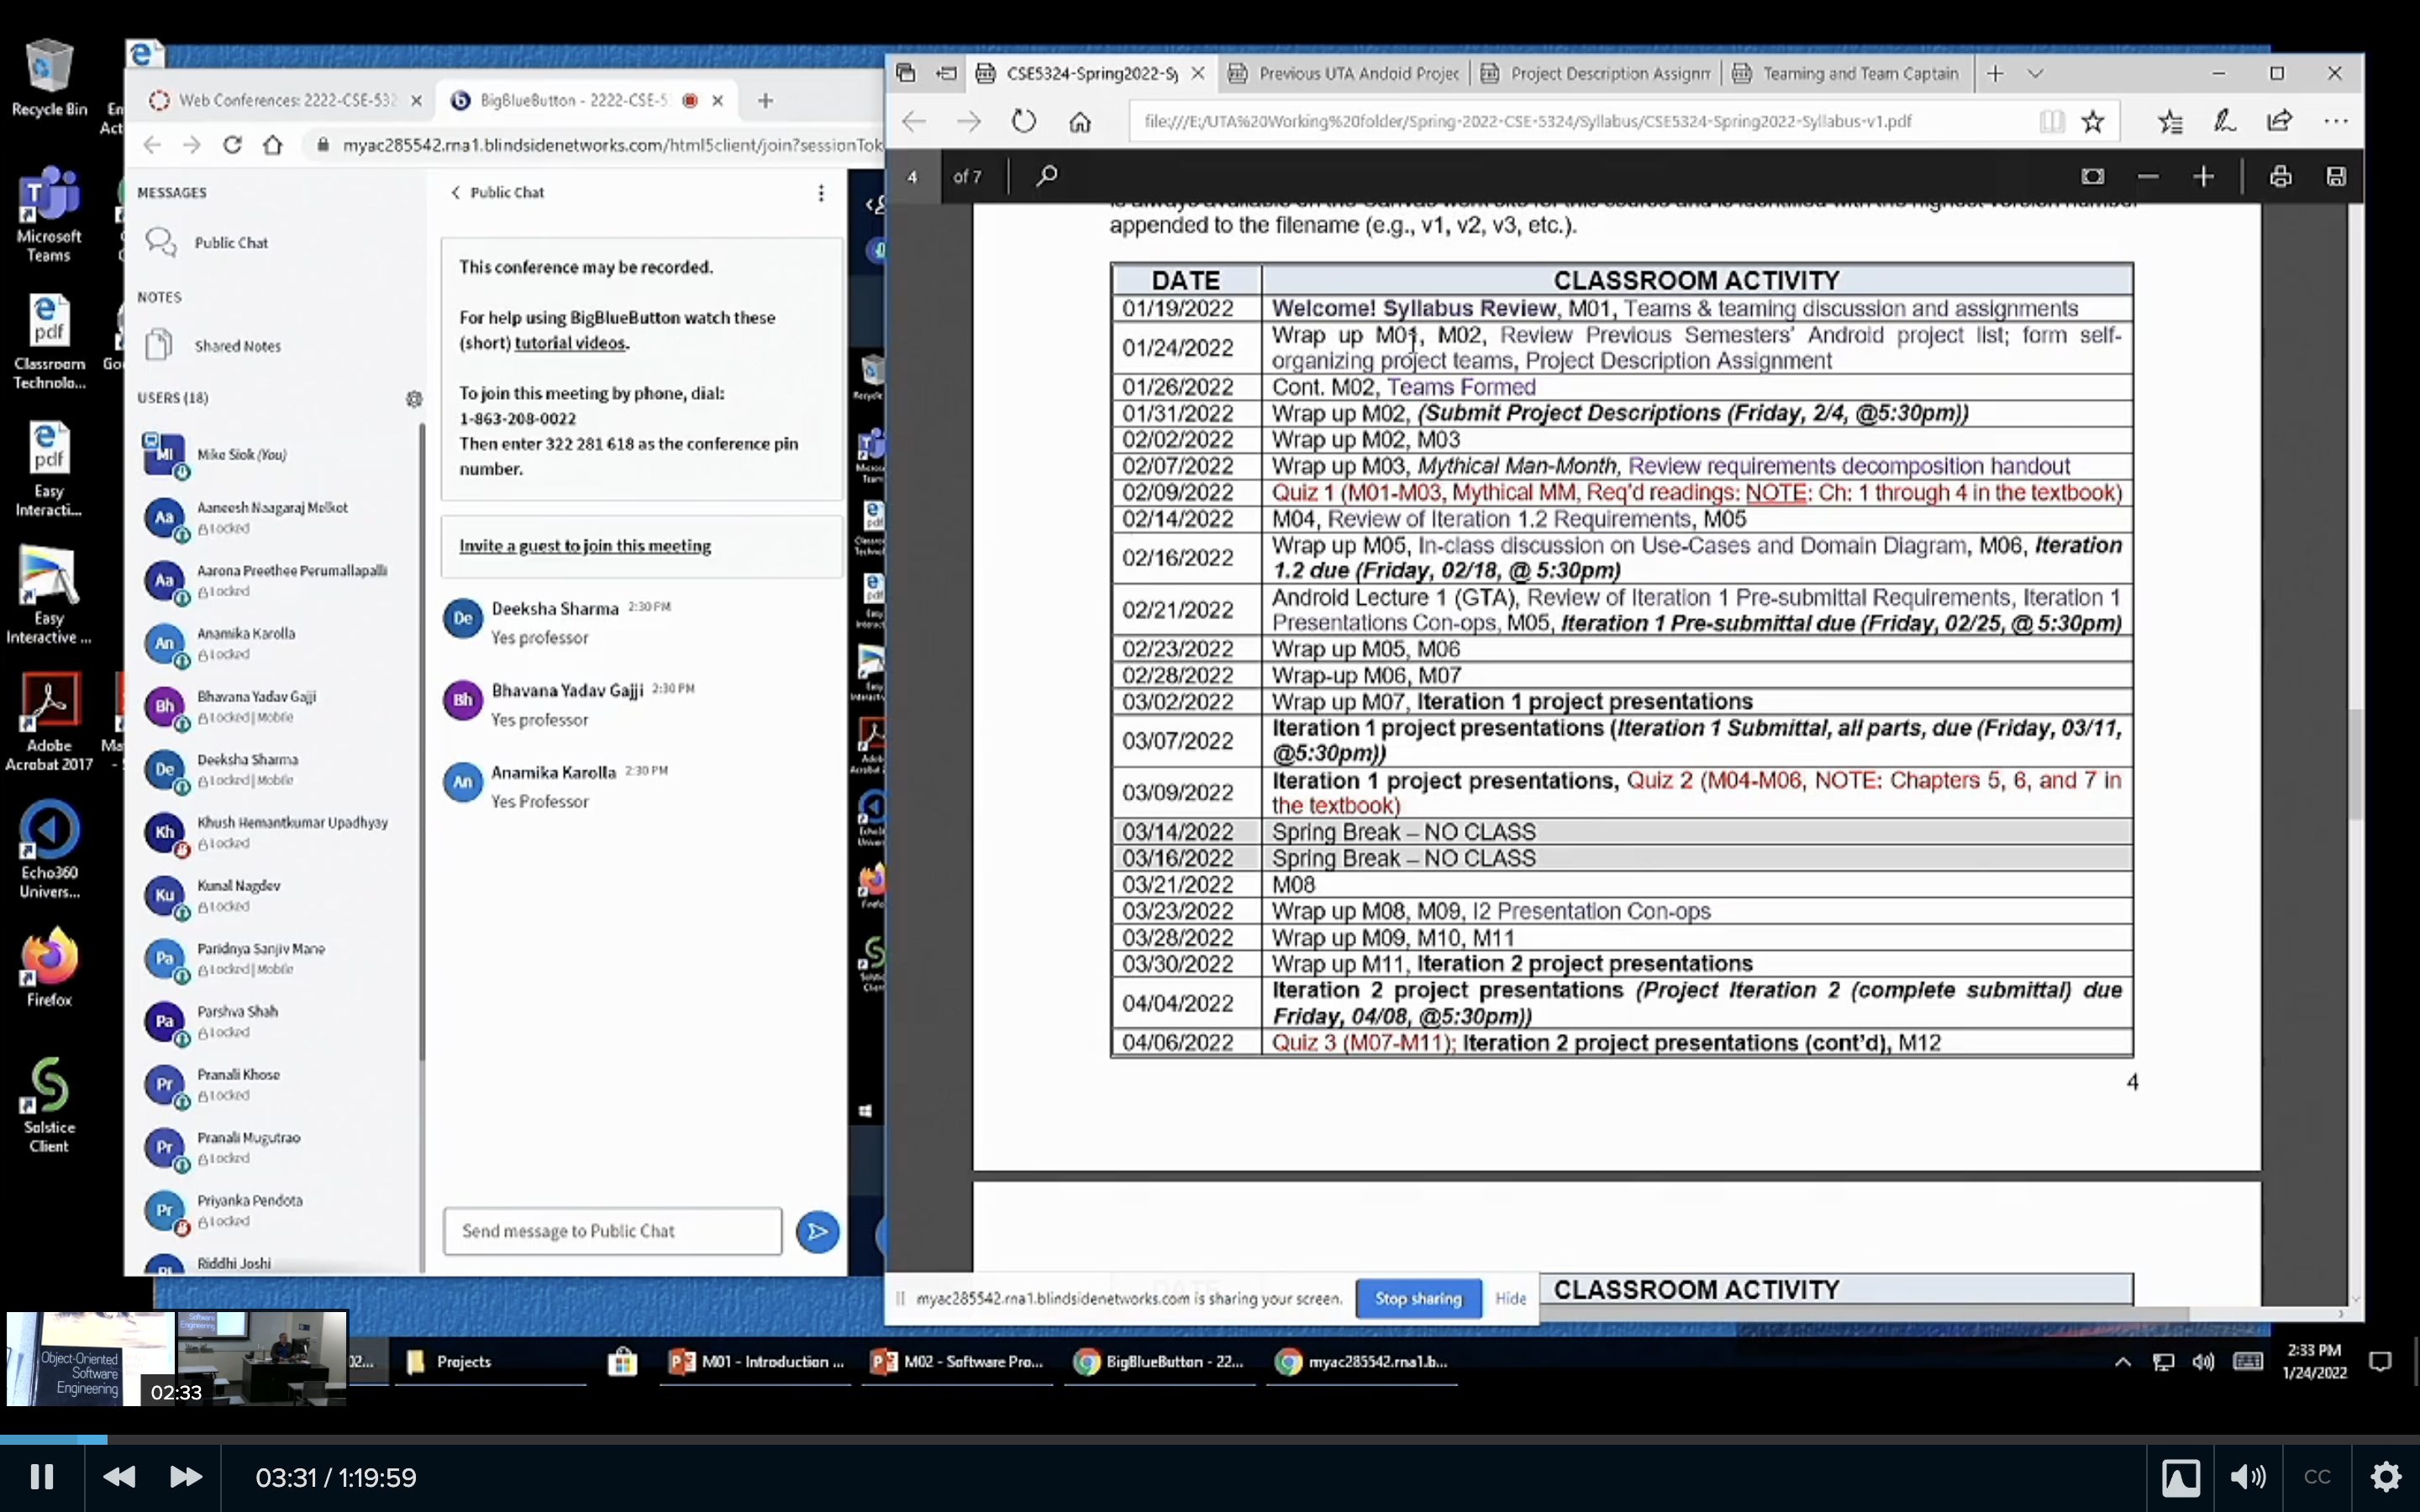 Recycle Bin
En
Act
Microsoft
Teams
pdf
Classroom
Technolo...
Go
pdf
Easy
Interacti...
Easy
Interactive ...
Adobe
Acrobat 2017
Ma
Echo360
Univers...
Firefox
Solstice
Client
Web Conferences: 2222-CSE-532
BigBlueButton - 2222-CSE-5
myac285542.rna1.blindsidenetworks.com/html5client/join?sessionTok
MESSAGES
Public Chat
NOTES
Shared Notes
USERS (18)
MI
Mike Siok (You)
Aa
Aaneesh Naagaraj Melkot
Locked
Aa
Aarona Preethee Perumallapalli
Locked
An
Anamika Karolla
Locked
Bh
Bhavana Yadav Gajji
Locked | Mobile
De
Deeksha Sharma
Locked | Mobile
Kh
Khush Hemantkumar Upadhyay
Locked
Ku
Kunal Nagdev
Locked
Pa
Paridnya Sanjiv Mane
Locked | Mobile
Pa
Parshva Shah
Locked
Pr
Pranali Khose
Locked
Pr
Pranali Mugutrao
Locked
Pr
Priyanka Pendota
Locked
Riddhi Joshi
Public Chat
This conference may be recorded.
For help using BigBlueButton watch these
(short) tutorial videos.
To join this meeting by phone, dial:
1-863-208-0022
Then enter 322 281 618 as the conference pin
number.
Invite a guest to join this meeting
De
Deeksha Sharma 2:30 PM
Yes professor
Bh
Bhavana Yadav Gajji 2:30 PM
Yes professor
An
Anamika Karolla 2:30 PM
Yes Professor
Send message to Public Chat
CSE5324-Spring2022-Sy
Previous UTA Andoid Projec
Project Description Assignm
Teaming and Team Captain
file:///E:/UTA%20Working%20folder/Spring-2022-CSE-5324/Syllabus/CSE5324-Spring2022-Syllabus-v1.pdf
4 of 7
appended to the filename (e.g., v1, v2, v3, etc.).
DATE CLASSROOM ACTIVITY
01/19/2022 Welcome! Syllabus Review, M01, Teams & teaming discussion and assignments
01/24/2022 Wrap up M01, M02, Review Previous Semesters' Android project list; form self-
organizing project teams, Project Description Assignment
01/26/2022 Cont. M02, Teams Formed
01/31/2022 Wrap up M02, (Submit Project Descriptions (Friday, 2/4, @5:30pm))
02/02/2022 Wrap up M02, M03
02/07/2022 Wrap up M03, Mythical Man-Month, Review requirements decomposition handout
02/09/2022 Quiz 1 (M01-M03, Mythical MM, Req'd readings: NOTE: Ch: 1 through 4 in the textbook)
02/14/2022 M04, Review of Iteration 1.2 Requirements, M05
02/16/2022 Wrap up M05, In-class discussion on Use-Cases and Domain Diagram, M06, Iteration
1.2 due (Friday, 02/18, @ 5:30pm)
02/21/2022 Android Lecture 1 (GTA), Review of Iteration 1 Pre-submittal Requirements, Iteration 1
Presentations Con-ops, M05, Iteration 1 Pre-submittal due (Friday, 02/25, @ 5:30pm)
02/23/2022 Wrap up M05, M06
02/28/2022 Wrap-up M06, M07
03/02/2022 Wrap up M07, Iteration 1 project presentations
03/07/2022 Iteration 1 project presentations (Iteration 1 Submittal, all parts, due (Friday, 03/11,
@5:30pm))
03/09/2022 Iteration 1 project presentations, Quiz 2 (M04-M06, NOTE: Chapters 5, 6, and 7 in
the textbook)
03/14/2022 Spring Break – NO CLASS
03/16/2022 Spring Break – NO CLASS
03/21/2022 M08
03/23/2022 Wrap up M08, M09, I2 Presentation Con-ops
03/28/2022 Wrap up M09, M10, M11
03/30/2022 Wrap up M11, Iteration 2 project presentations
04/04/2022 Iteration 2 project presentations (Project Iteration 2 (complete submittal) due
Friday, 04/08, @5:30pm))
04/06/2022 Quiz 3 (M07-M11); Iteration 2 project presentations (cont'd), M12
4
CLASSROOM ACTIVITY
myac285542.rna1.blindsidenetworks.com is sharing your screen.
Stop sharing
Hide
Object-Oriented
Software
Engineering
02:33
Software
Engineering
02...
Projects
M01 - Introduction ...
M02 - Software Pro...
BigBlueButton - 22...
myac285542.rna1.b...
2:33 PM
1/24/2022
03:31 / 1:19:59
CC